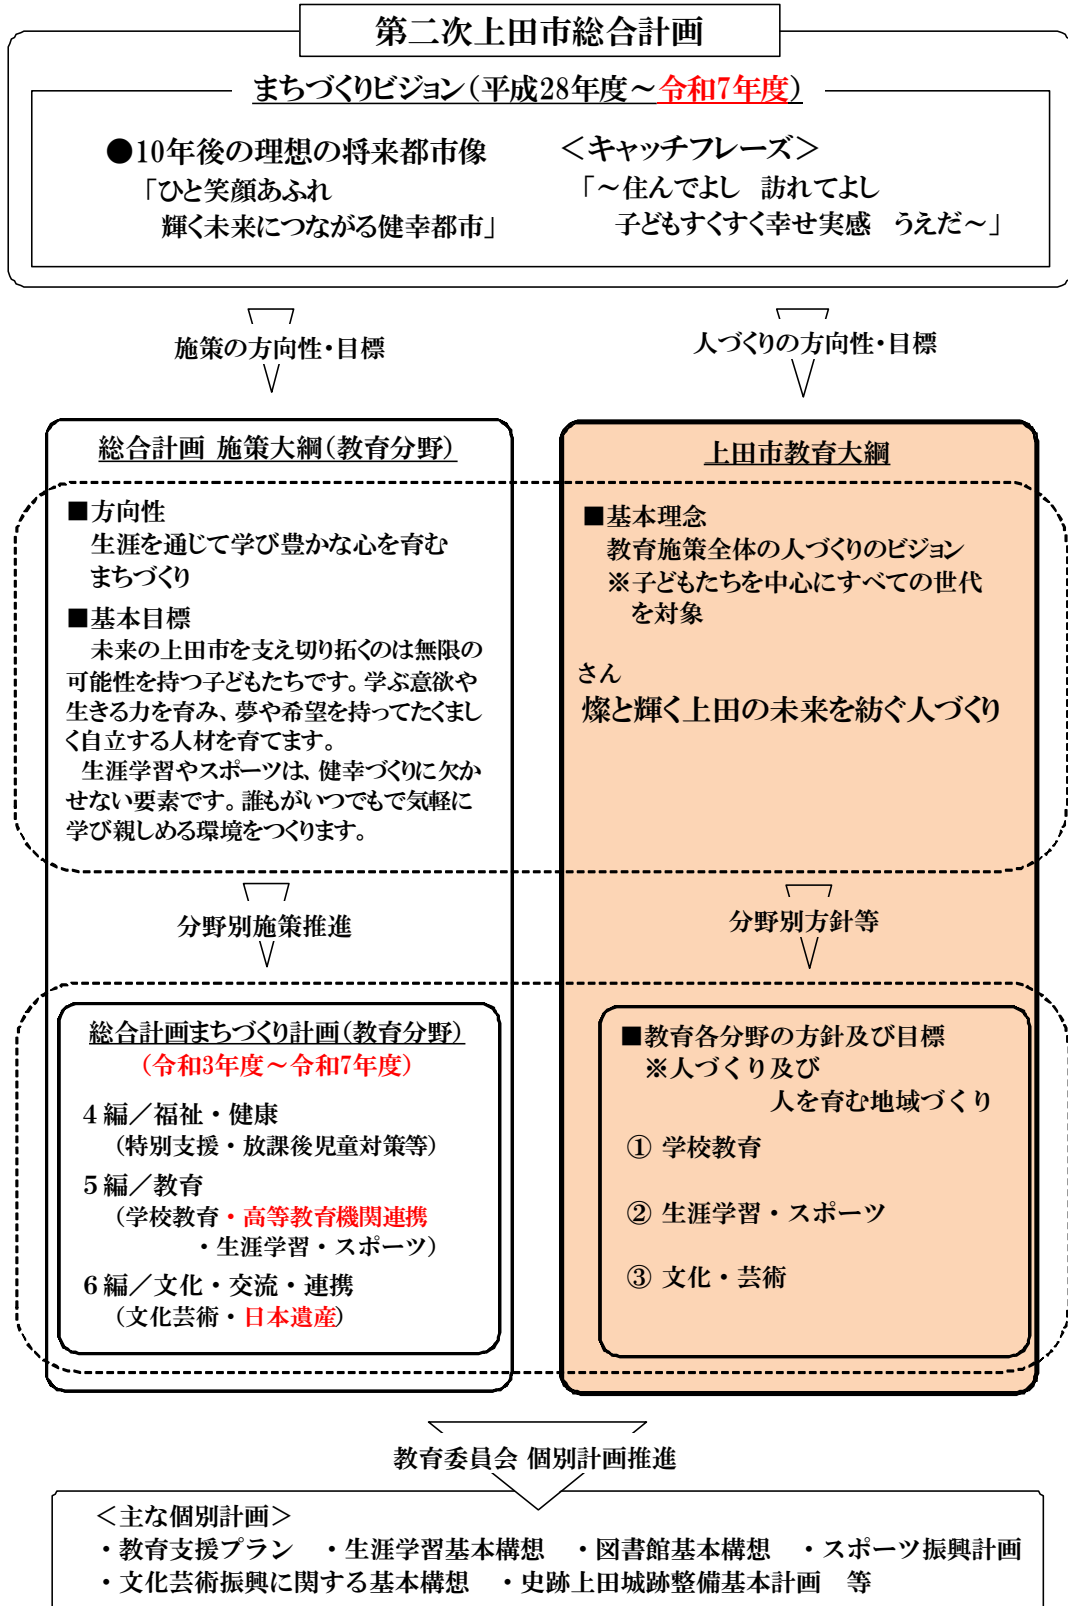 第二次上田市総合計画
まちづくりビジョン（平成28年度～令和7年度）
●10年後の理想の将来都市像
「ひと笑顔あふれ
輝く未来につながる健幸都市」
＜キャッチフレーズ＞
「～住んでよし　訪れてよし
子どもすくすく幸せ実感　うえだ～」
施策の方向性・目標
人づくりの方向性・目標
総合計画 施策大綱（教育分野）
■方向性
生涯を通じて学び豊かな心を育む
まちづくり
■基本目標
未来の上田市を支え切り拓くのは無限の
可能性を持つ子どもたちです。学ぶ意欲や
生きる力を育み、夢や希望を持ってたくまし
く自立する人材を育てます。
生涯学習やスポーツは、健幸づくりに欠か
せない要素です。誰もがいつでもで気軽に
学び親しめる環境をつくります。
分野別施策推進
総合計画まちづくり計画（教育分野）
（令和3年度～令和7年度）
４編／福祉・健康
（特別支援・放課後児童対策等）
５編／教育
（学校教育・高等教育機関連携
・生涯学習・スポーツ）
６編／文化・交流・連携
（文化芸術・日本遺産）
上田市教育大綱
■基本理念
教育施策全体の人づくりのビジョン
※子どもたちを中心にすべての世代
を対象
さん
燦と輝く上田の未来を紡ぐ人づくり
分野別方針等
■教育各分野の方針及び目標
※人づくり及び
人を育む地域づくり
① 学校教育
② 生涯学習・スポーツ
③ 文化・芸術
教育委員会 個別計画推進
＜主な個別計画＞
・教育支援プラン　・生涯学習基本構想　・図書館基本構想　・スポーツ振興計画
・文化芸術振興に関する基本構想　・史跡上田城跡整備基本計画　等